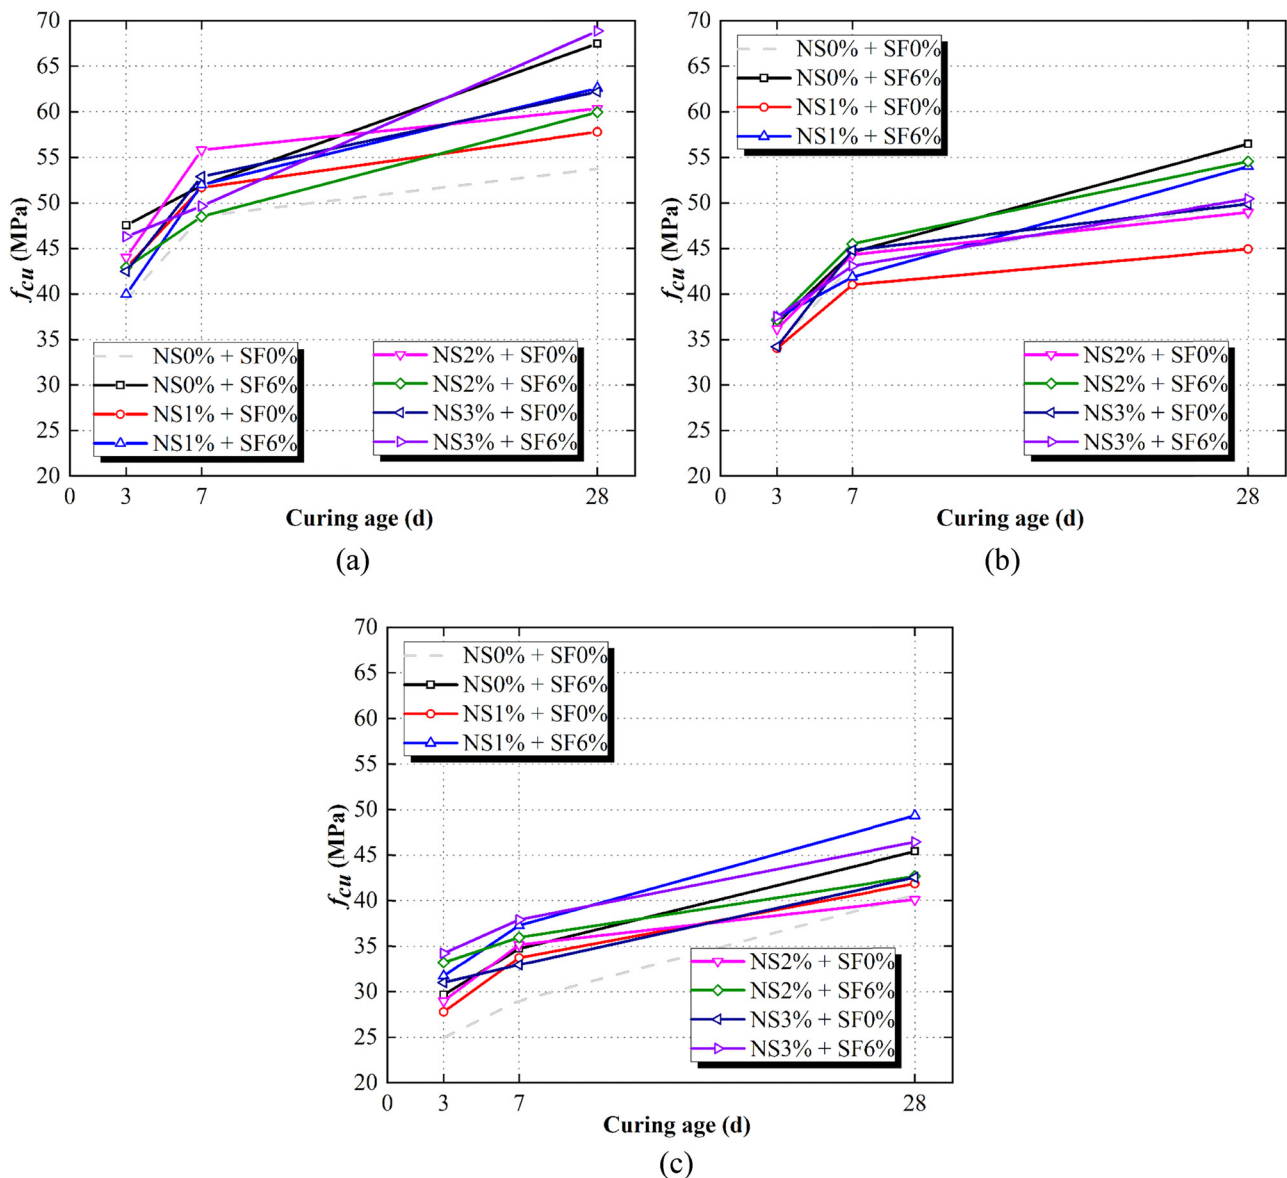 70
65
60
55
50
45
40
35
30
25
20
f_cu (MPa)
NS0% + SF0%
NS0% + SF6%
NS1% + SF0%
NS1% + SF6%
NS2% + SF0%
NS2% + SF6%
NS3% + SF0%
NS3% + SF6%
0 3 7 28
Curing age (d)
(a)
70
65
60
55
50
45
40
35
30
25
20
f_cu (MPa)
NS0% + SF0%
NS0% + SF6%
NS1% + SF0%
NS1% + SF6%
NS2% + SF0%
NS2% + SF6%
NS3% + SF0%
NS3% + SF6%
0 3 7 28
Curing age (d)
(b)
70
65
60
55
50
45
40
35
30
25
20
f_cu (MPa)
NS0% + SF0%
NS0% + SF6%
NS1% + SF0%
NS1% + SF6%
NS2% + SF0%
NS2% + SF6%
NS3% + SF0%
NS3% + SF6%
0 3 7 28
Curing age (d)
(c)